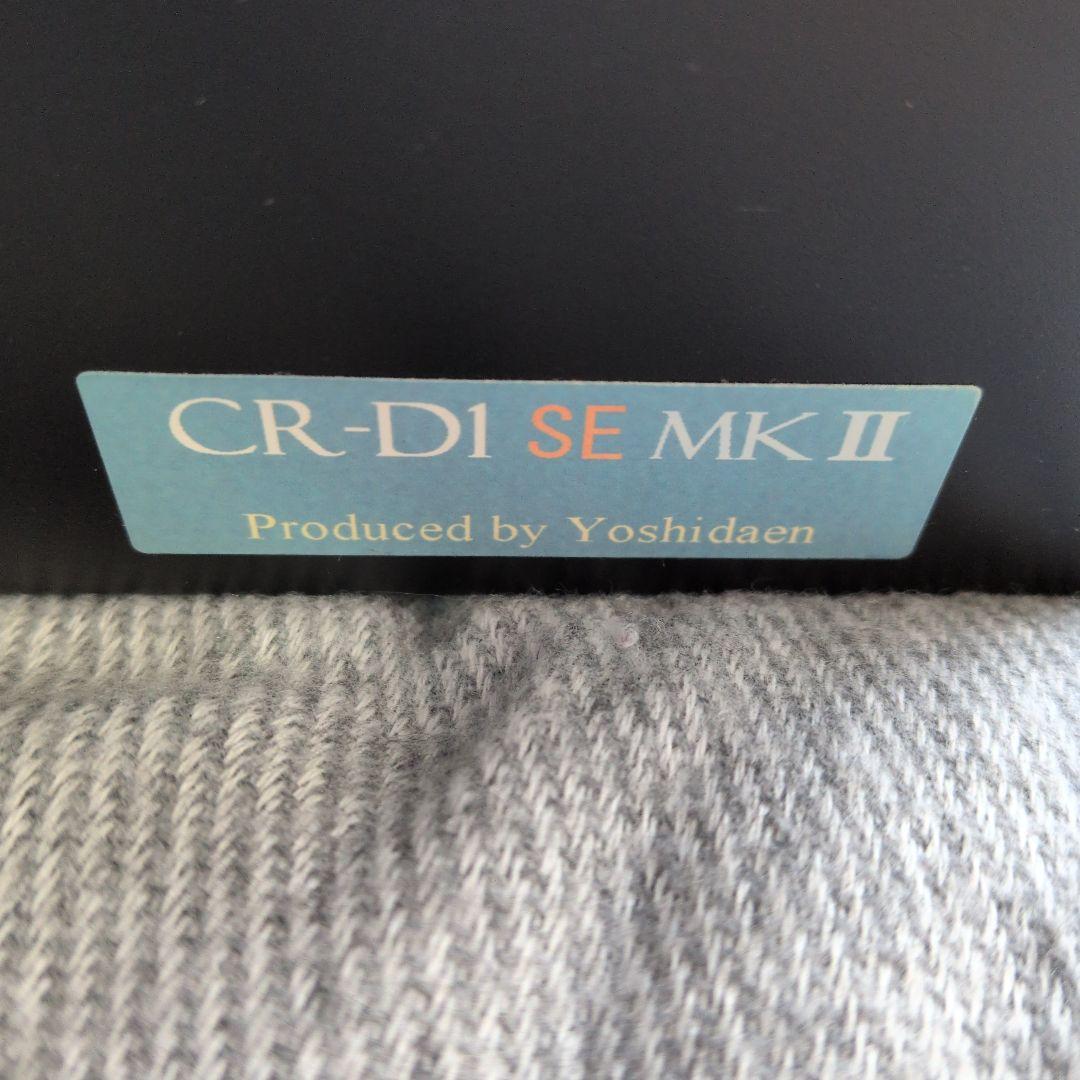 CR-D1 SE MK II
Produced by Yoshidaen